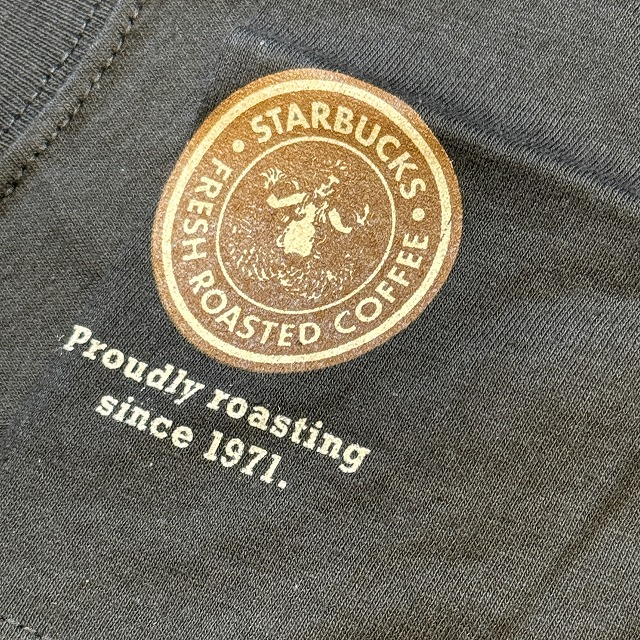 STARBUCKS
FRESH ROASTED COFFEE
Proudly roasting
since 1971.